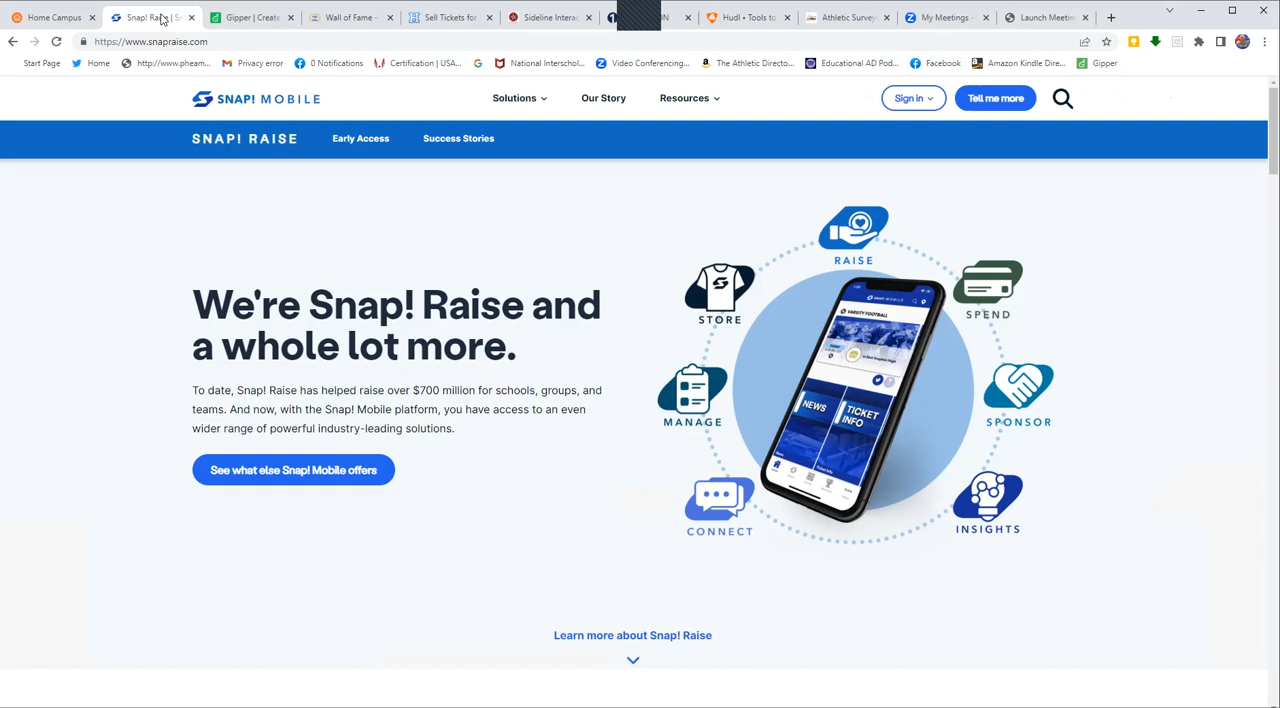 Home Campus
Snap! Rai
Gipper | Create
Wall of Fame -
Sell Tickets for
Sideline Interac
ON
Hudl • Tools to
Athletic Survey
My Meetings -
Launch Meetin
https://www.snapraise.com
Start Page
Home
http://www.pheam...
Privacy error
0 Notifications
Certification | USA...
National Interschol...
Video Conferencing,...
The Athletic Directo...
Educational AD Pod...
Facebook
Amazon Kindle Dire...
Gipper
SNAP! MOBILE
Solutions
Our Story
Resources
Sign in
Tell me more
SNAP! RAISE
Early Access
Success Stories
We're Snap! Raise and
a whole lot more.
To date, Snap! Raise has helped raise over $700 million for schools, groups, and
teams. And now, with the Snap! Mobile platform, you have access to an even
wider range of powerful industry-leading solutions.
See what else Snap! Mobile offers
RAISE
STORE
SPEND
MANAGE
SPONSOR
CONNECT
INSIGHTS
SNAP! MOBILE
VARSITY FOOTBALL
NEWS
TICKET
INFO
Learn more about Snap! Raise